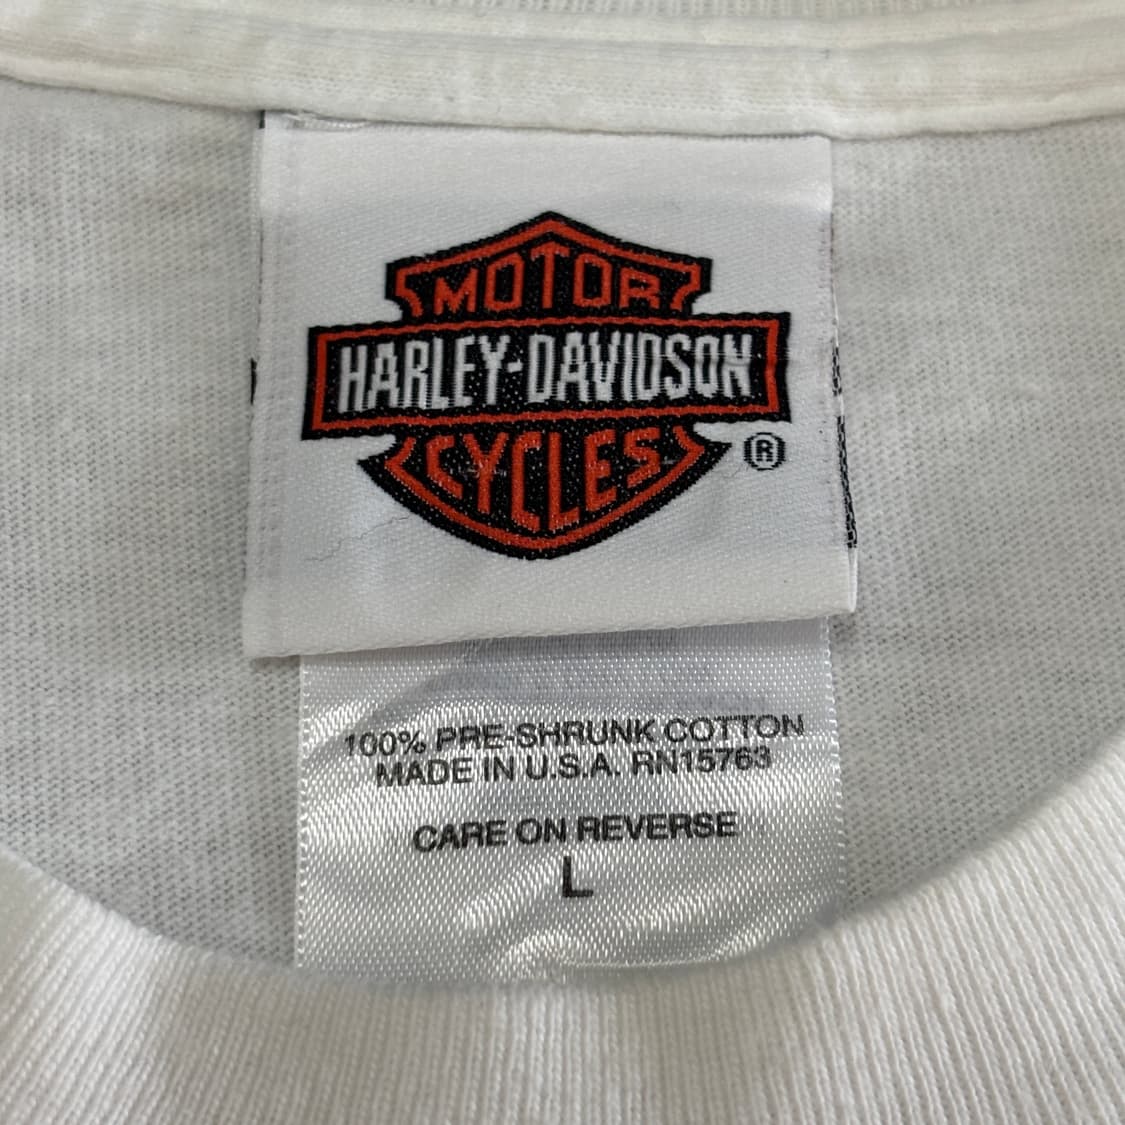 MOTOR
HARLEY-DAVIDSON
CYCLES
®
100% PRE-SHRUNK COTTON
MADE IN U.S.A. RN15763
CARE ON REVERSE
L